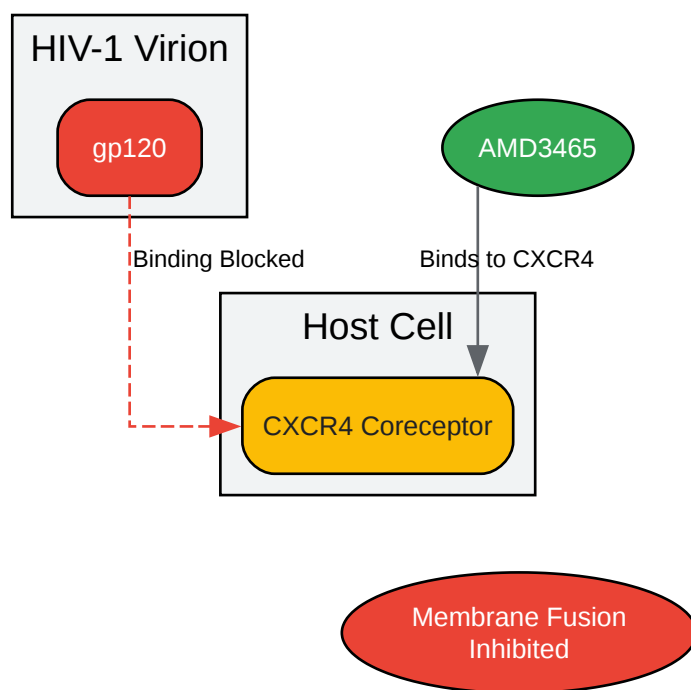 HIV-1 Virion
gp120
AMD3465
Binding Blocked
Binds to CXCR4
Host Cell
CXCR4 Coreceptor
Membrane Fusion
Inhibited